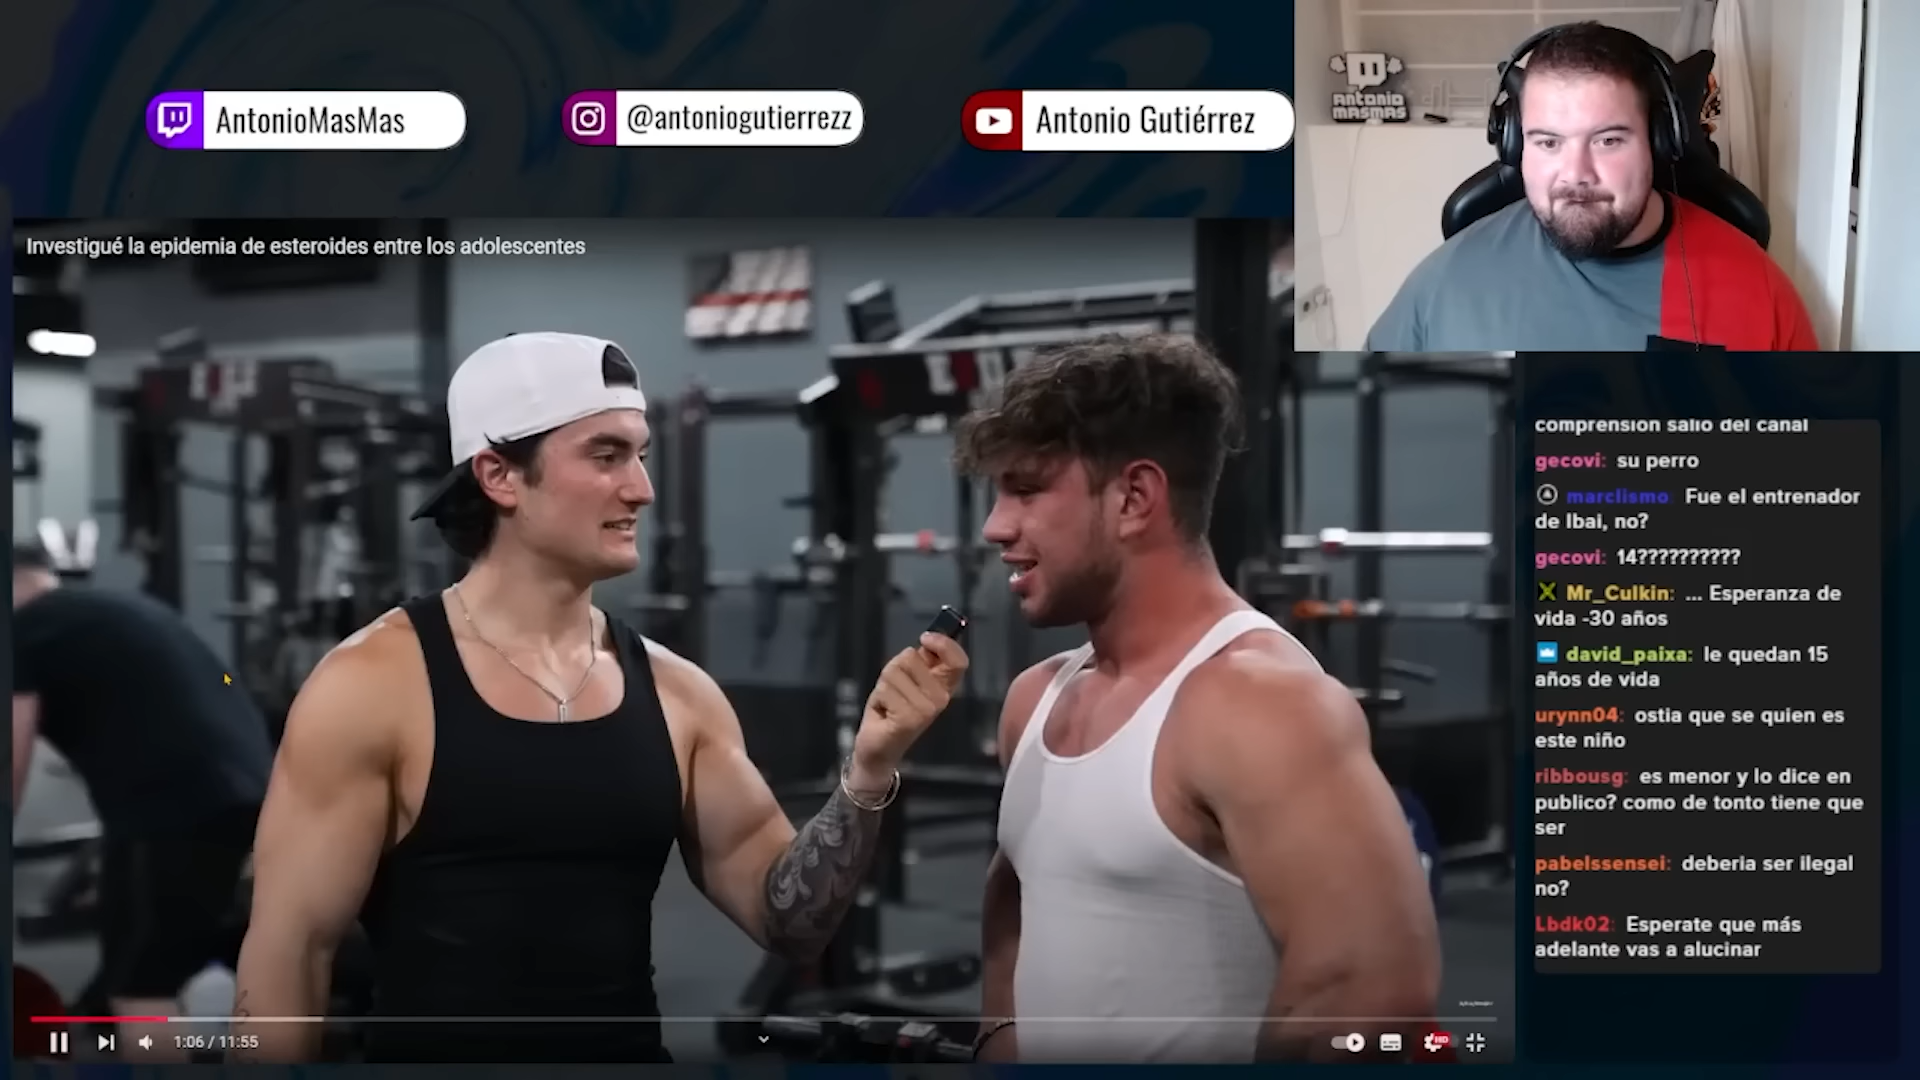 AntonioMasMas
@antoniogutierrezz
Antonio Gutiérrez
antonio
masmas
Investigué la epidemia de esteroides entre los adolescentes
comprension salio del canal
gecovi: su perro
marclismo: Fue el entrenador
de Ibai, no?
gecovi: 14??????????
Mr_Culkin: ... Esperanza de
vida -30 años
david_paixa: le quedan 15
años de vida
urynn04: ostia que se quien es
este niño
ribbousg: es menor y lo dice en
publico? como de tonto tiene que
ser
pabelssensei: deberia ser ilegal
no?
Lbdk02: Esperate que más
adelante vas a alucinar
1:06 / 11:55
HD